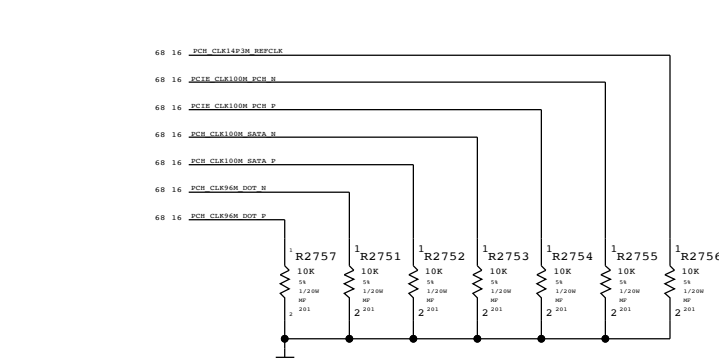 68 16 PCH_CLK14P3M_REFCLK
68 16 PCIE_CLK100M_PCH_N
68 16 PCIE_CLK100M_PCH_P
68 16 PCH_CLK100M_SATA_N
68 16 PCH_CLK100M_SATA_P
68 16 PCH_CLK96M_DOT_N
68 16 PCH_CLK96M_DOT_P
1 1 1 1 1 1 1
R2757 R2751 R2752 R2753 R2754 R2755 R2756
10K 10K 10K 10K 10K 10K 10K
5% 5% 5% 5% 5% 5% 5%
1/20W 1/20W 1/20W 1/20W 1/20W 1/20W 1/20W
MF MF MF MF MF MF MF
201 201 201 201 201 201 201
2 2 2 2 2 2 2